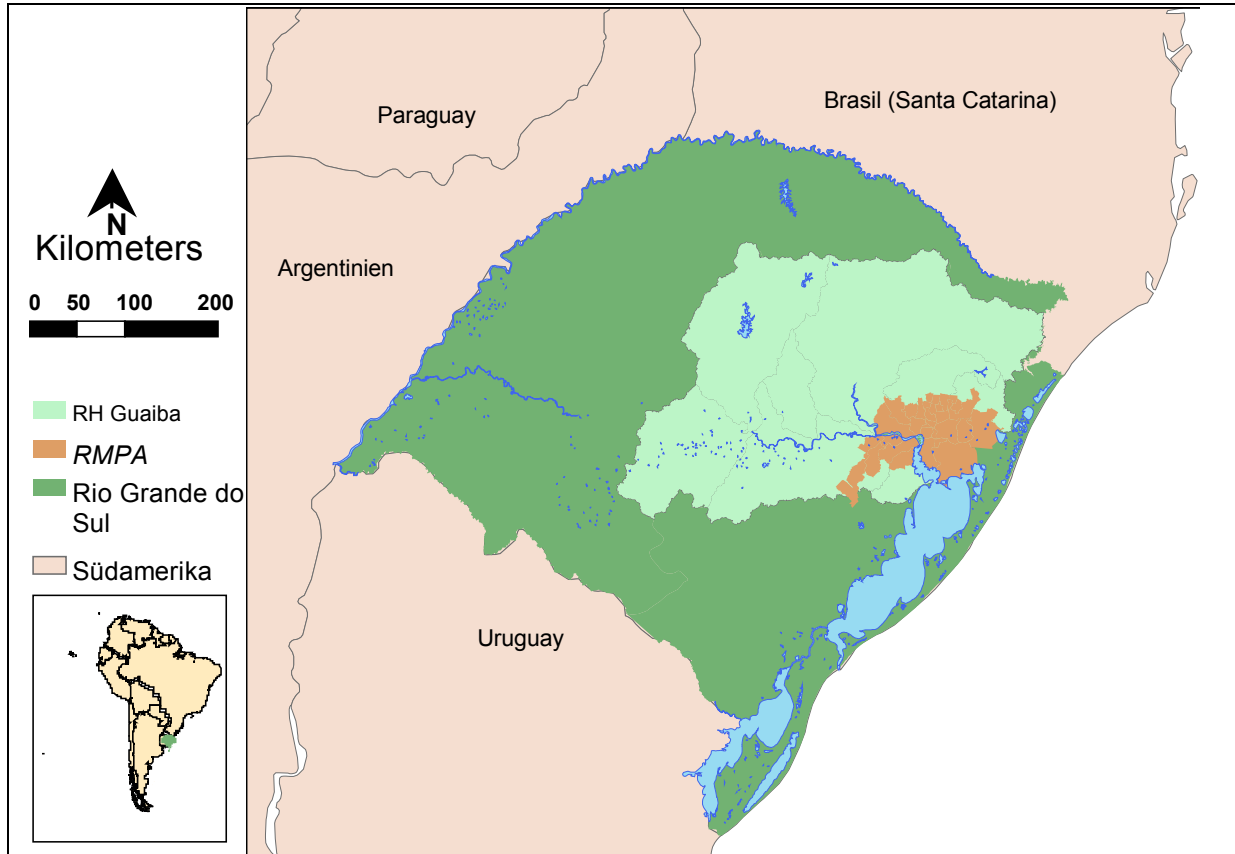 Paraguay
Brasil (Santa Catarina)
Argentinien
Uruguay
N
Kilometers
0 50 100 200
RH Guaiba
RMPA
Rio Grande do
Sul
Südamerika